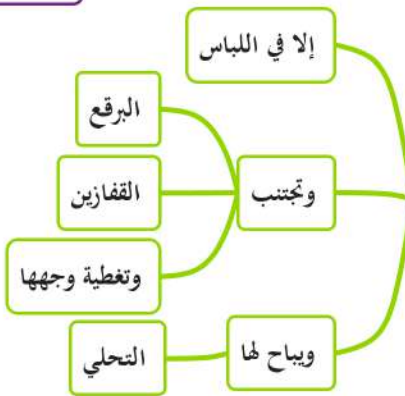 إلا في اللباس
وتجتنب
البرقع
القفازين
وتغطية وجهها
ويباح لها
التحلي